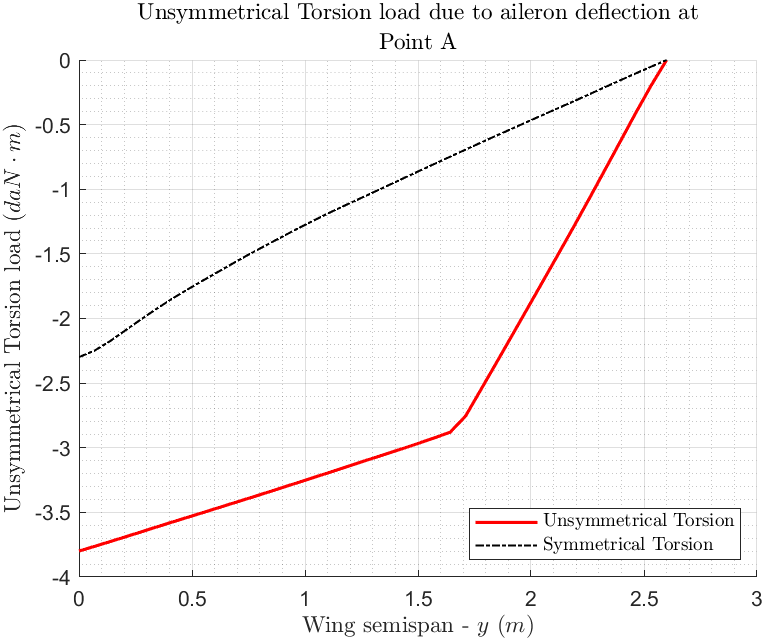 Unsymmetrical Torsion load due to aileron deflection at
Point A
Unsymmetrical Torsion load (daN · m)
0
-0.5
-1
-1.5
-2
-2.5
-3
-3.5
-4
0 0.5 1 1.5 2 2.5 3
Wing semispan - y (m)
Unsymmetrical Torsion
Symmetrical Torsion